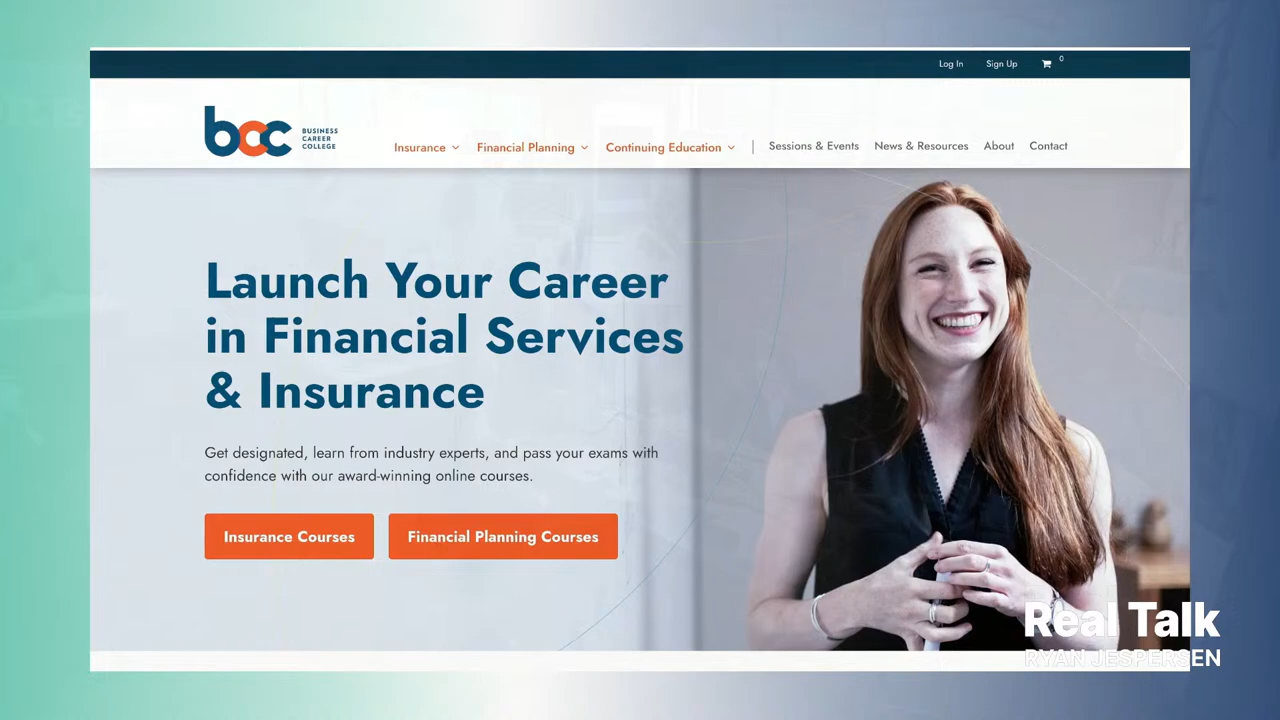 Log In Sign Up 0
bcc BUSINESS
CAREER
COLLEGE
Insurance Financial Planning Continuing Education Sessions & Events News & Resources About Contact
Launch Your Career
in Financial Services
& Insurance
Get designated, learn from industry experts, and pass your exams with
confidence with our award-winning online courses.
Insurance Courses Financial Planning Courses
Real Talk
RYAN JESPERSEN